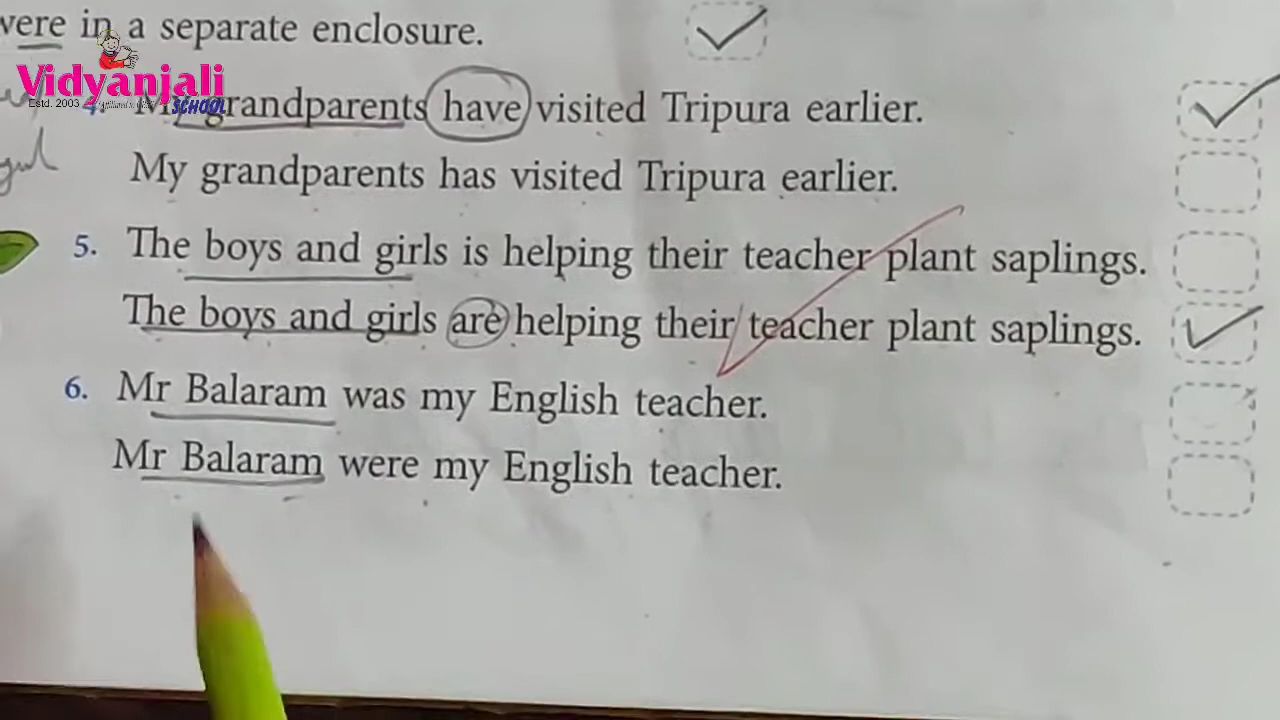 were in a separate enclosure.
Vidyanjali
Estd. 2003
SCHOOL
4. My grandparents have visited Tripura earlier.
My grandparents has visited Tripura earlier.
5. The boys and girls is helping their teacher plant saplings.
The boys and girls are helping their teacher plant saplings.
6. Mr Balaram was my English teacher.
Mr Balaram were my English teacher.